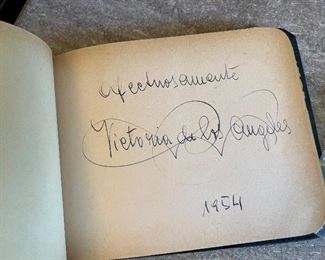 Afectuosamente
Victoria de los Angeles
1954